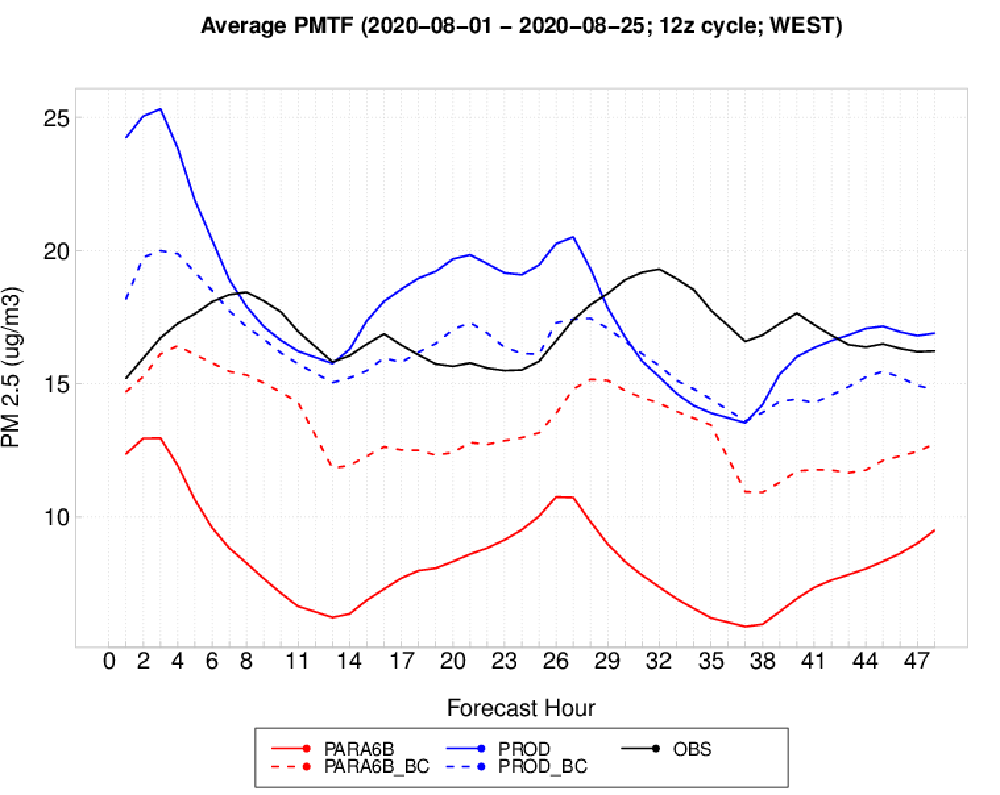 Average PMTF (2020−08−01 − 2020−08−25; 12z cycle; WEST)
25
20
15
10
PM 2.5 (ug/m3)
0 2 4 6 8 11 14 17 20 23 26 29 32 35 38 41 44 47
Forecast Hour
PARA6B PROD OBS
PARA6B_BC PROD_BC